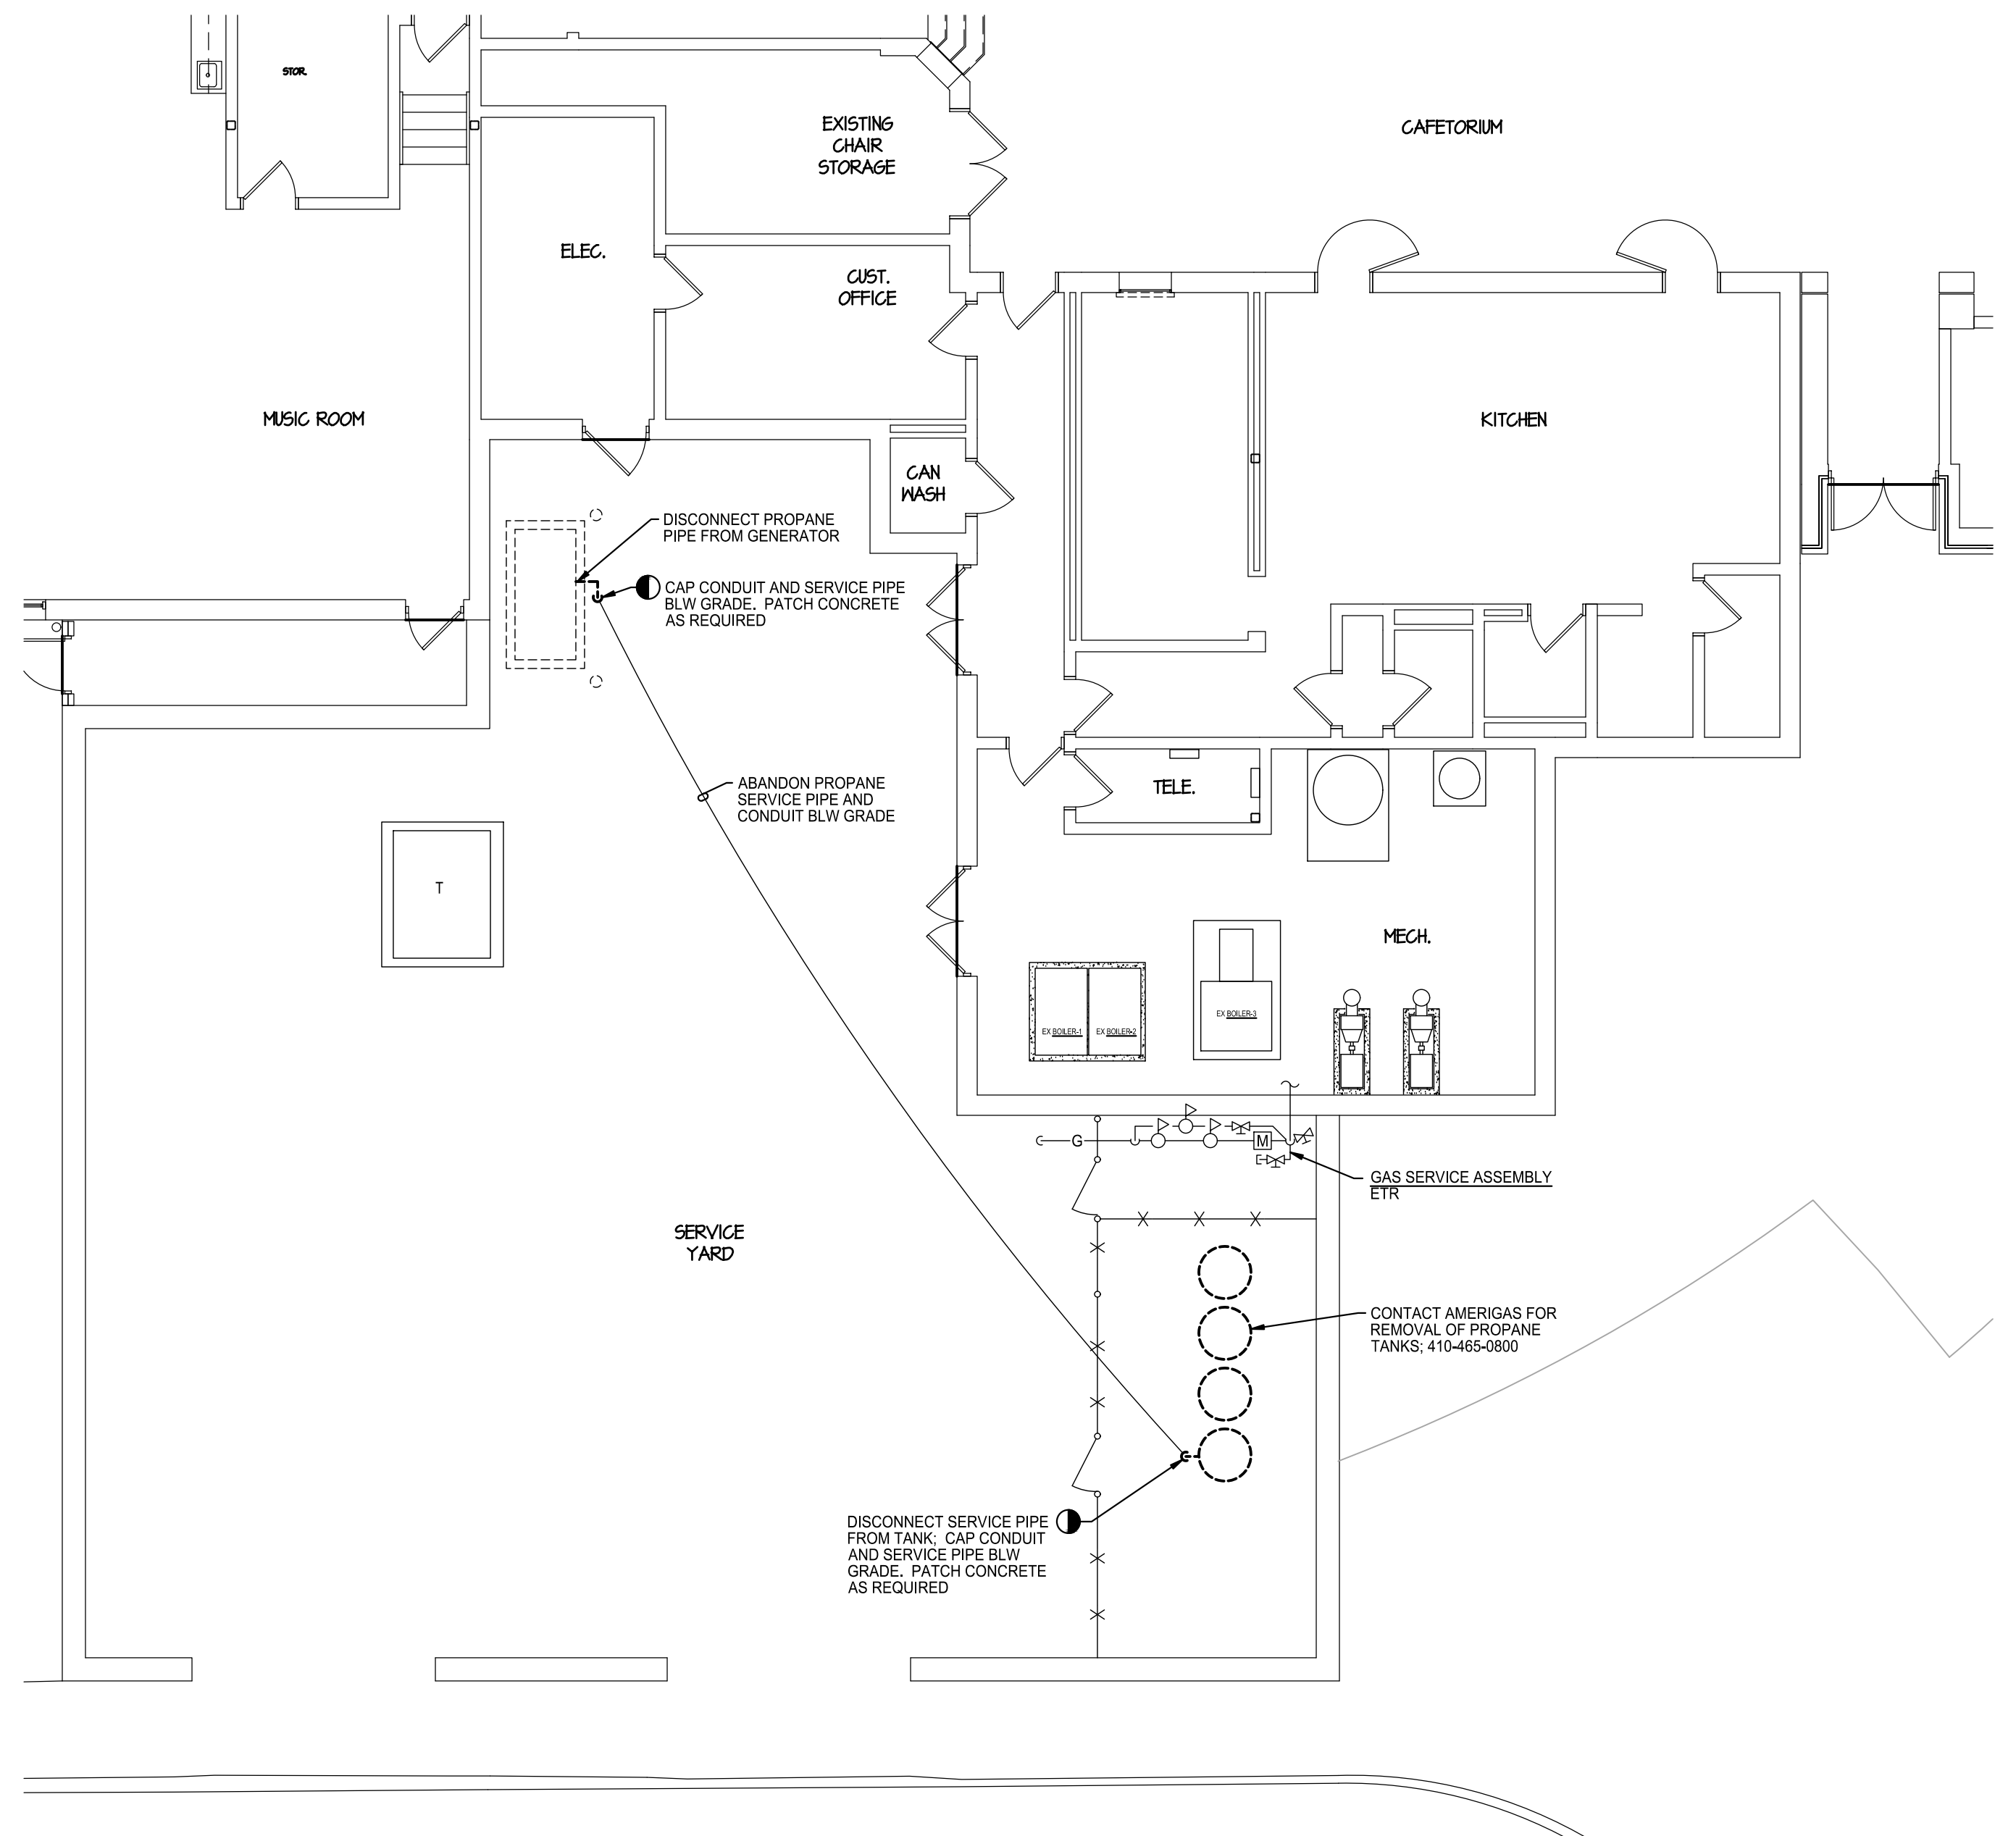 STOR.
EXISTING
CHAIR
STORAGE
CAFETORIUM
ELEC.
CUST.
OFFICE
MUSIC ROOM
KITCHEN
CAN
WASH
DISCONNECT PROPANE
PIPE FROM GENERATOR
CAP CONDUIT AND SERVICE PIPE
BLW GRADE. PATCH CONCRETE
AS REQUIRED
ABANDON PROPANE
SERVICE PIPE AND
CONDUIT BLW GRADE
TELE.
T
MECH.
EX BOILER-1
EX BOILER-2
EX BOILER-3
G
M
GAS SERVICE ASSEMBLY
ETR
SERVICE
YARD
CONTACT AMERIGAS FOR
REMOVAL OF PROPANE
TANKS; 410-465-0800
DISCONNECT SERVICE PIPE
FROM TANK; CAP CONDUIT
AND SERVICE PIPE BLW
GRADE. PATCH CONCRETE
AS REQUIRED